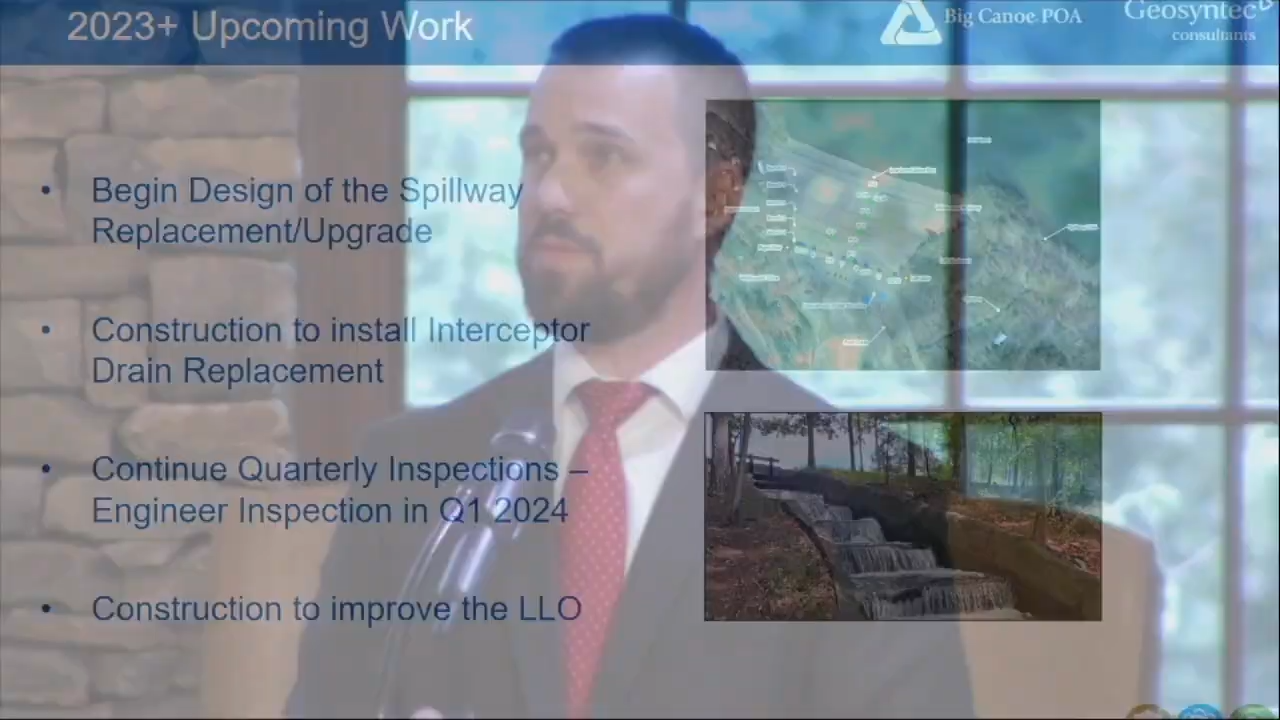 2023+ Upcoming Work
Big Canoe POA
Geosyntec
consultants
• Begin Design of the Spillway
Replacement/Upgrade
• Construction to install Interceptor
Drain Replacement
• Continue Quarterly Inspections –
Engineer Inspection in Q1 2024
• Construction to improve the LLO